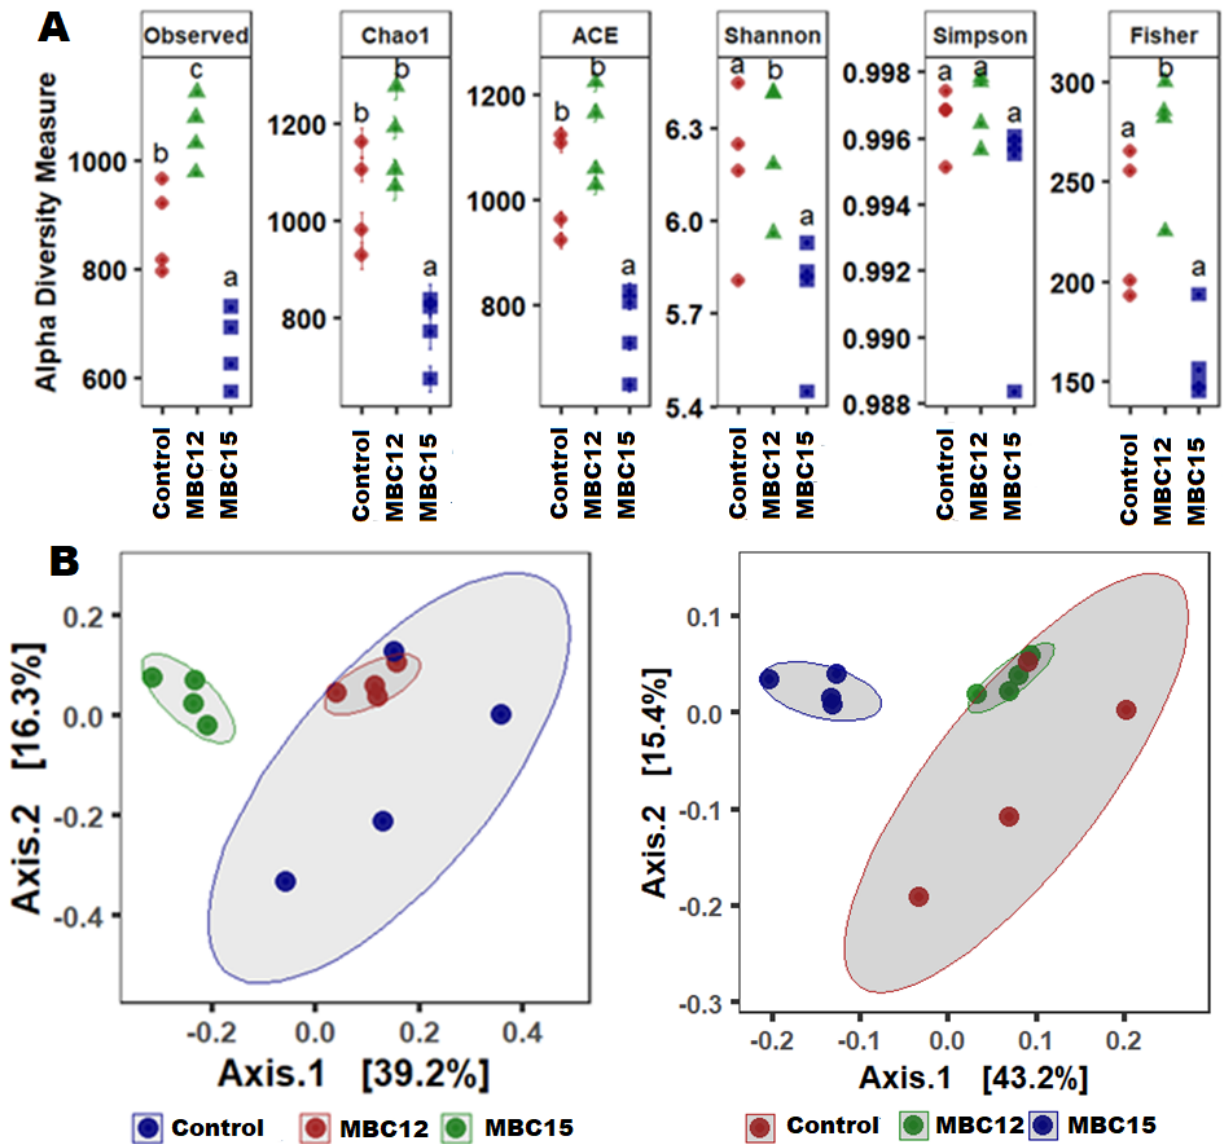 A
Observed Chao1 ACE Shannon Simpson Fisher
Alpha Diversity Measure
1000
800
600
c
b
a
1200
1000
800
b
b
a
1200
1000
800
b
b
a
6.3
6.0
5.7
5.4
a
b
a
0.998
0.996
0.994
0.992
0.990
0.988
a
a
a
300
250
200
150
b
a
a
Control MBC12 MBC15 Control MBC12 MBC15 Control MBC12 MBC15 Control MBC12 MBC15 Control MBC12 MBC15 Control MBC12 MBC15
B
Axis.2 [16.3%]
0.2
0.0
-0.2
-0.4
-0.2 0.0 0.2 0.4
Axis.1 [39.2%]
Control MBC12 MBC15
Axis.2 [15.4%]
0.1
0.0
-0.1
-0.2
-0.3
-0.2 -0.1 0.0 0.1 0.2
Axis.1 [43.2%]
Control MBC12 MBC15